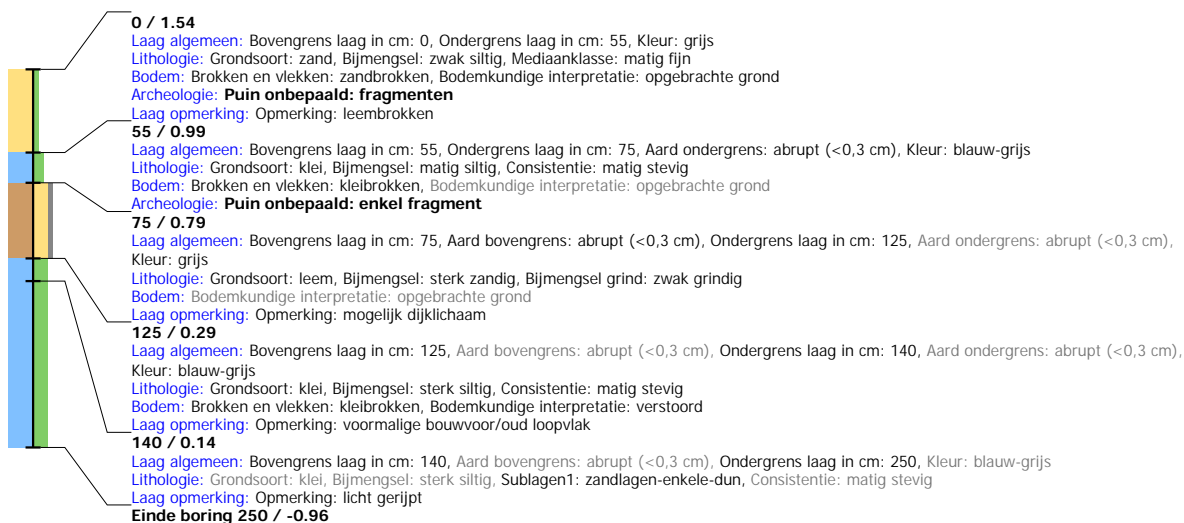 0 / 1.54
Laag algemeen: Bovengrens laag in cm: 0, Ondergrens laag in cm: 55, Kleur: grijs
Lithologie: Grondsoort: zand, Bijmengsel: zwak siltig, Mediaanklasse: matig fijn
Bodem: Brokken en vlekken: zandbrokken, Bodemkundige interpretatie: opgebrachte grond
Archeologie: Puin onbepaald: fragmenten
Laag opmerking: Opmerking: leembrokken
55 / 0.99
Laag algemeen: Bovengrens laag in cm: 55, Ondergrens laag in cm: 75, Aard ondergrens: abrupt (<0,3 cm), Kleur: blauw-grijs
Lithologie: Grondsoort: klei, Bijmengsel: matig siltig, Consistentie: matig stevig
Bodem: Brokken en vlekken: kleibrokken, Bodemkundige interpretatie: opgebrachte grond
Archeologie: Puin onbepaald: enkel fragment
75 / 0.79
Laag algemeen: Bovengrens laag in cm: 75, Aard bovengrens: abrupt (<0,3 cm), Ondergrens laag in cm: 125, Aard ondergrens: abrupt (<0,3 cm),
Kleur: grijs
Lithologie: Grondsoort: leem, Bijmengsel: sterk zandig, Bijmengsel grind: zwak grindig
Bodem: Bodemkundige interpretatie: opgebrachte grond
Laag opmerking: Opmerking: mogelijk dijklichaam
125 / 0.29
Laag algemeen: Bovengrens laag in cm: 125, Aard bovengrens: abrupt (<0,3 cm), Ondergrens laag in cm: 140, Aard ondergrens: abrupt (<0,3 cm),
Kleur: blauw-grijs
Lithologie: Grondsoort: klei, Bijmengsel: sterk siltig, Consistentie: matig stevig
Bodem: Brokken en vlekken: kleibrokken, Bodemkundige interpretatie: verstoord
Laag opmerking: Opmerking: voormalige bouwvoor/oud loopvlak
140 / 0.14
Laag algemeen: Bovengrens laag in cm: 140, Aard bovengrens: abrupt (<0,3 cm), Ondergrens laag in cm: 250, Kleur: blauw-grijs
Lithologie: Grondsoort: klei, Bijmengsel: sterk siltig, Sublagen1: zandlagen-enkele-dun, Consistentie: matig stevig
Laag opmerking: Opmerking: licht gerijpt
Einde boring 250 / -0.96